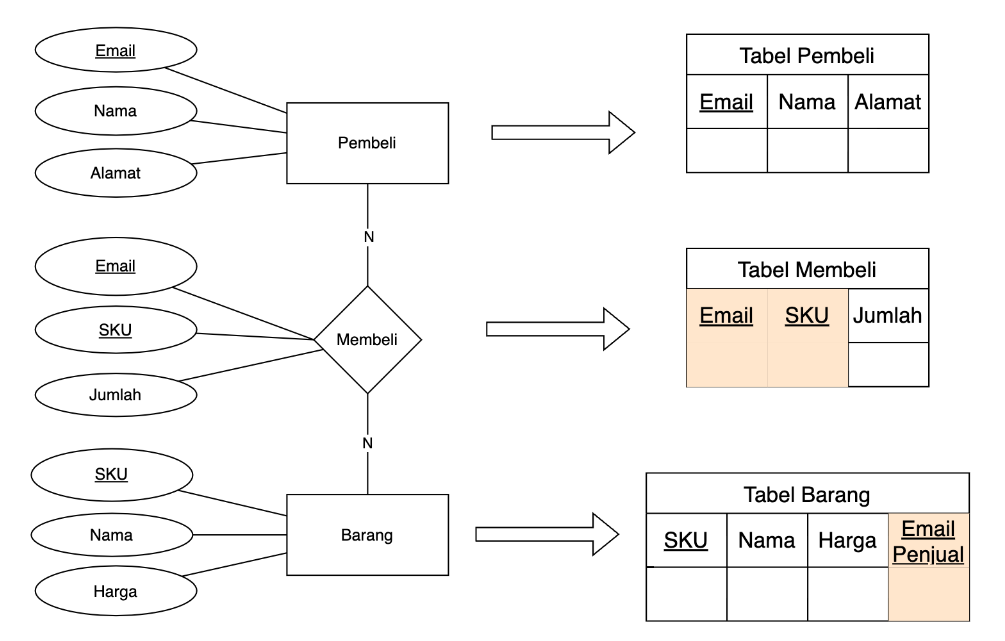 Email
Nama
Alamat
Pembeli
N
Tabel Pembeli
Email Nama Alamat
Email
SKU
Jumlah
Membeli
N
Tabel Membeli
Email SKU Jumlah
SKU
Nama
Harga
Barang
Tabel Barang
SKU Nama Harga Email
Penjual